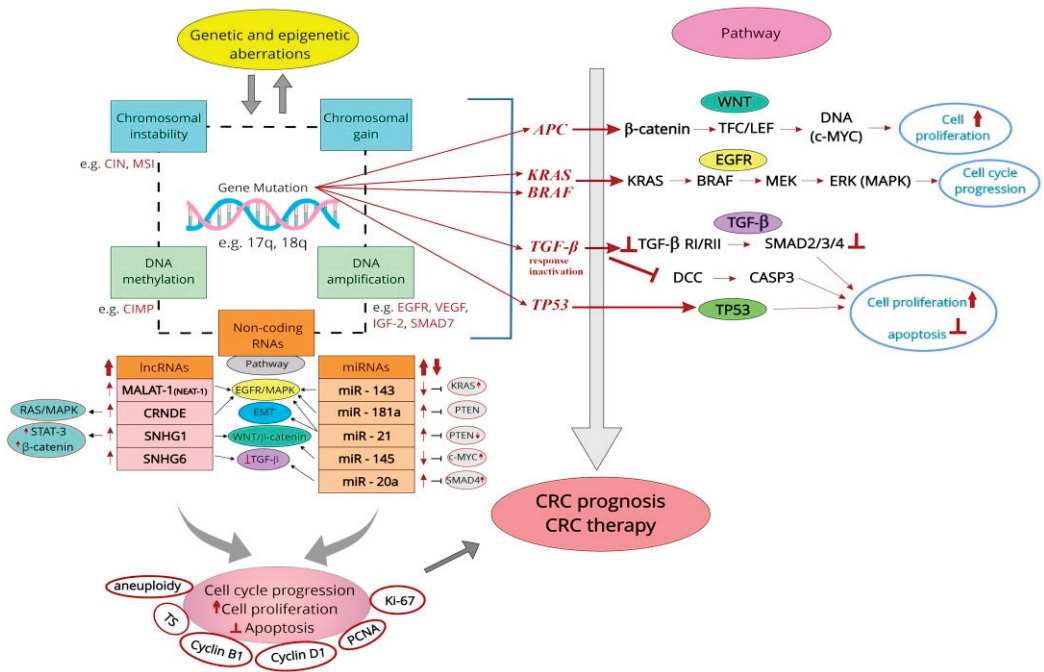 Genetic and epigenetic
aberrations
Pathway
Chromosomal
instability
Chromosomal
gain
e.g. CIN, MSI
Gene Mutation
e.g. 17q, 18q
DNA
methylation
DNA
amplification
e.g. CIMP
e.g. EGFR, VEGF,
IGF-2, SMAD7
Non-coding
RNAs
APC
KRAS
BRAF
TGF-β
response
inactivation
TP53
WNT
β-catenin
TFC/LEF
DNA
(c-MYC)
Cell
proliferation
EGFR
KRAS
BRAF
MEK
ERK (MAPK)
Cell cycle
progression
TGF-β
TGF-β RI/RII
SMAD2/3/4
DCC
CASP3
TP53
Cell proliferation
apoptosis
lncRNAs
Pathway
miRNAs
MALAT-1(NEAT-1)
EGFR/MAPK
miR - 143
KRAS
RAS/MAPK
CRNDE
EMT
miR - 181a
PTEN
STAT-3
β-catenin
SNHG1
WNT/β-catenin
miR - 21
PTEN
SNHG6
TGF-β
miR - 145
c-MYC
miR - 20a
SMAD4
CRC prognosis
CRC therapy
Cell cycle progression
Cell proliferation
Apoptosis
aneuploidy
TS
Cyclin B1
Cyclin D1
PCNA
Ki-67